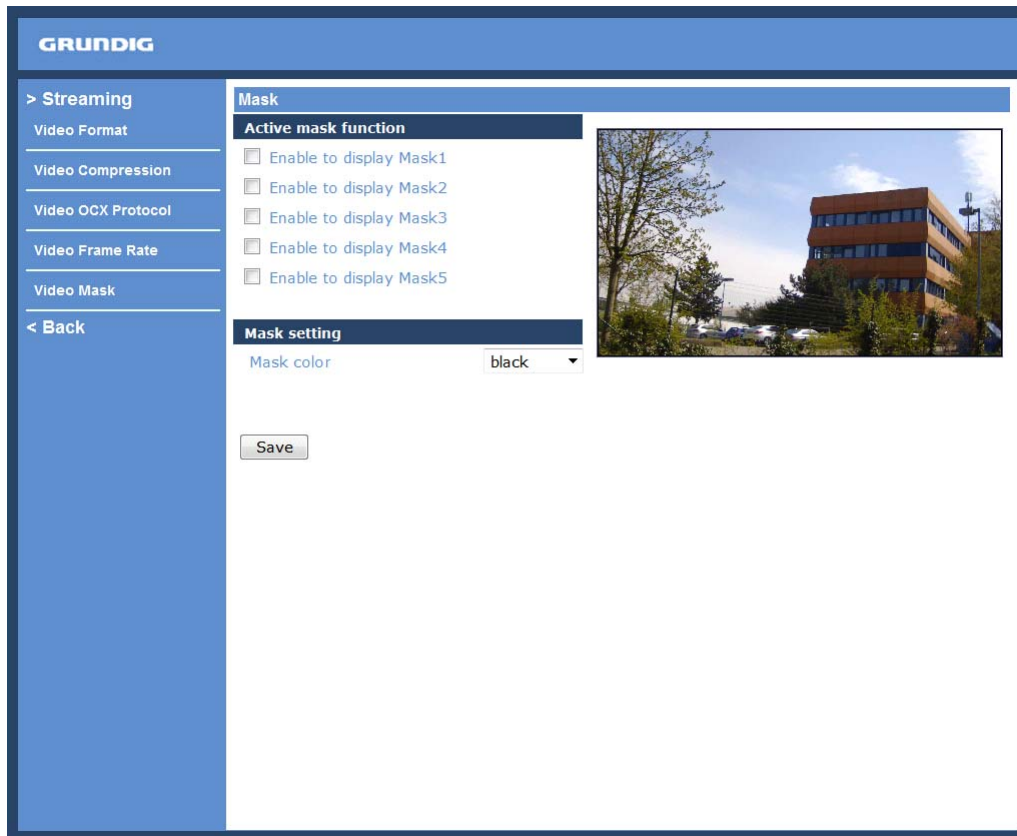 GRUNDIG
> Streaming
Video Format
Video Compression
Video OCX Protocol
Video Frame Rate
Video Mask
< Back
Mask
Active mask function
Enable to display Mask1
Enable to display Mask2
Enable to display Mask3
Enable to display Mask4
Enable to display Mask5
Mask setting
Mask color black
Save